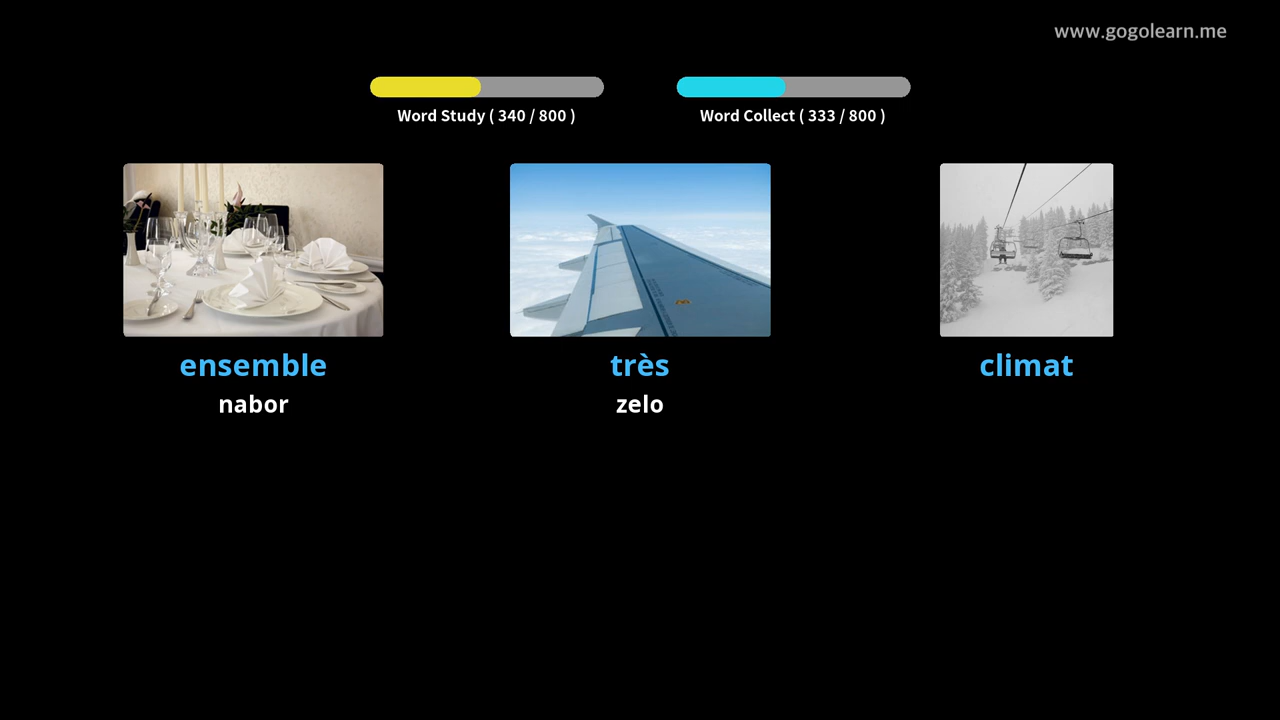 www.gogolearn.me
Word Study ( 340 / 800 )
Word Collect ( 333 / 800 )
ensemble
nabor
très
zelo
climat